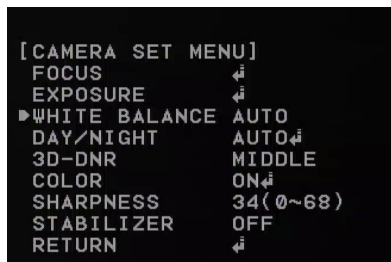 [CAMERA SET MENU]
FOCUS ↲
EXPOSURE ↲
▶WHITE BALANCE AUTO
DAY/NIGHT AUTO↲
3D-DNR MIDDLE
COLOR ON↲
SHARPNESS 34(0~68)
STABILIZER OFF
RETURN ↲